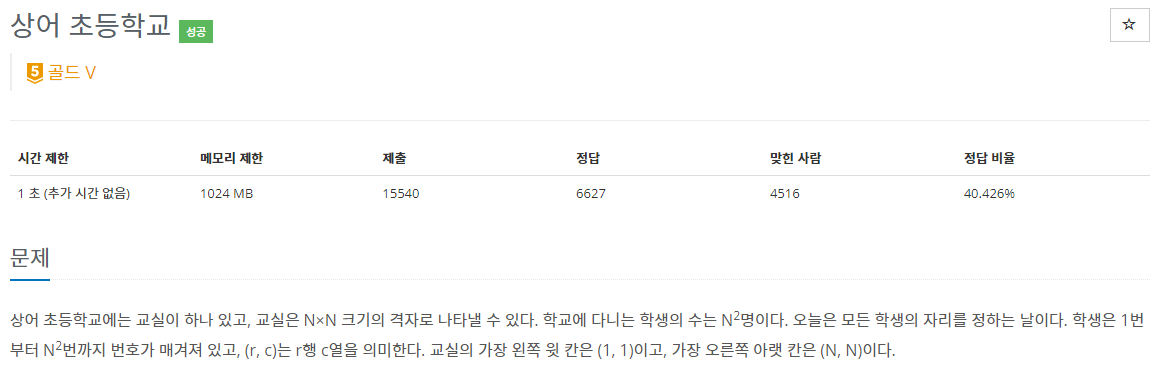 상어 초등학교 성공
☆
5 골드 V
시간 제한 메모리 제한 제출 정답 맞힌 사람 정답 비율
1 초 (추가 시간 없음) 1024 MB 15540 6627 4516 40.426%
문제
상어 초등학교에는 교실이 하나 있고, 교실은 N×N 크기의 격자로 나타낼 수 있다. 학교에 다니는 학생의 수는 N²명이다. 오늘은 모든 학생의 자리를 정하는 날이다. 학생은 1번
부터 N²번까지 번호가 매겨져 있고, (r, c)는 r행 c열을 의미한다. 교실의 가장 왼쪽 윗 칸은 (1, 1)이고, 가장 오른쪽 아랫 칸은 (N, N)이다.